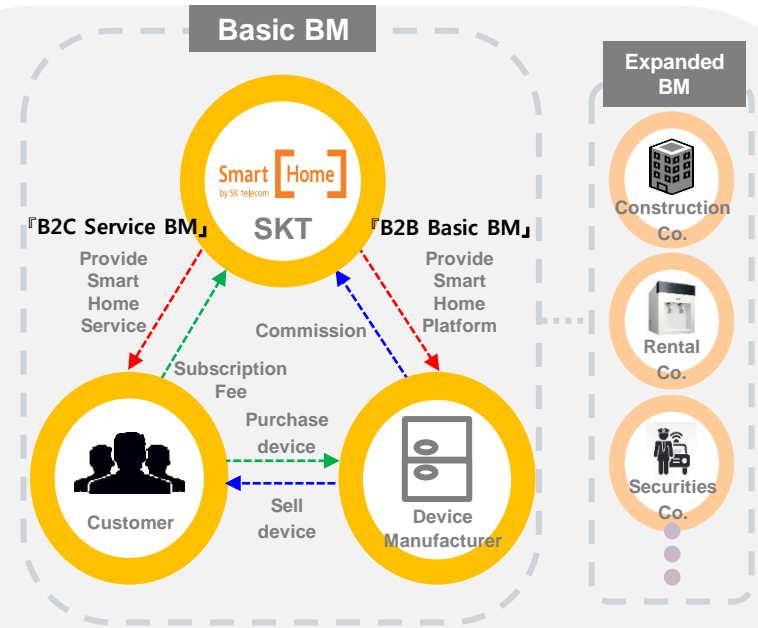 Basic BM
Expanded
BM
Smart [Home]
by SK telecom
SKT
『B2C Service BM』
『B2B Basic BM』
Provide
Smart
Home
Service
Provide
Smart
Home
Platform
Commission
Subscription
Fee
Purchase
device
Sell
device
Customer
Device
Manufacturer
Construction
Co.
Rental
Co.
Securities
Co.